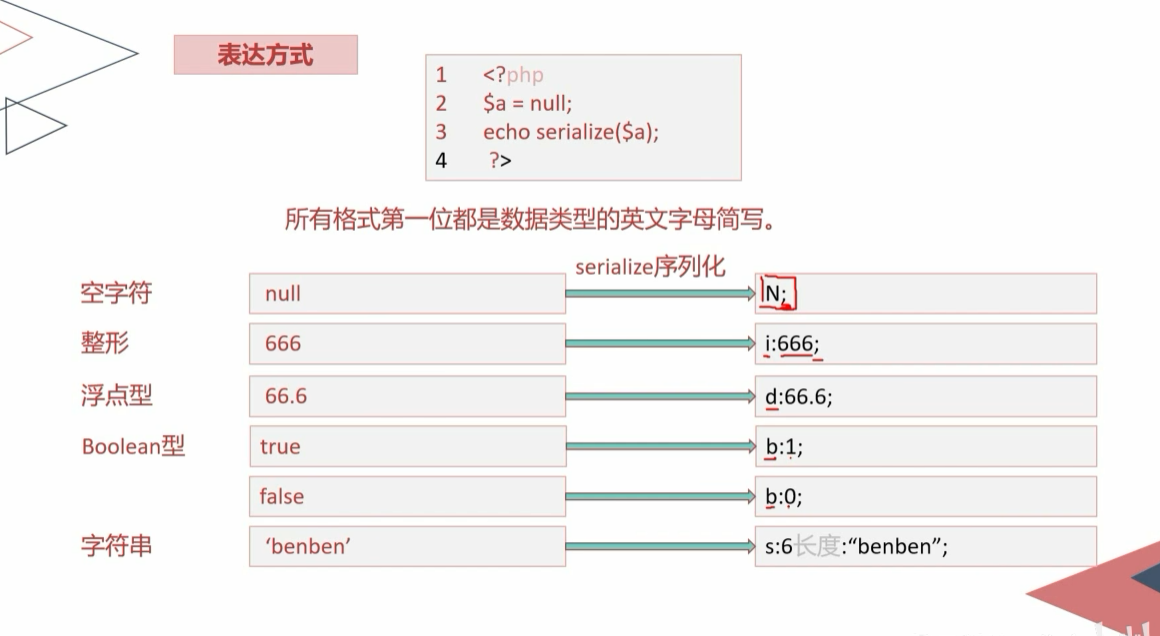 表达方式
1 <?php
2 $a = null;
3 echo serialize($a);
4 ?>
所有格式第一位都是数据类型的英文字母简写。
serialize序列化
空字符 null N;
整形 666 i:666;
浮点型 66.6 d:66.6;
Boolean型 true b:1;
false b:0;
字符串 ‘benben’ s:6长度:“benben”;